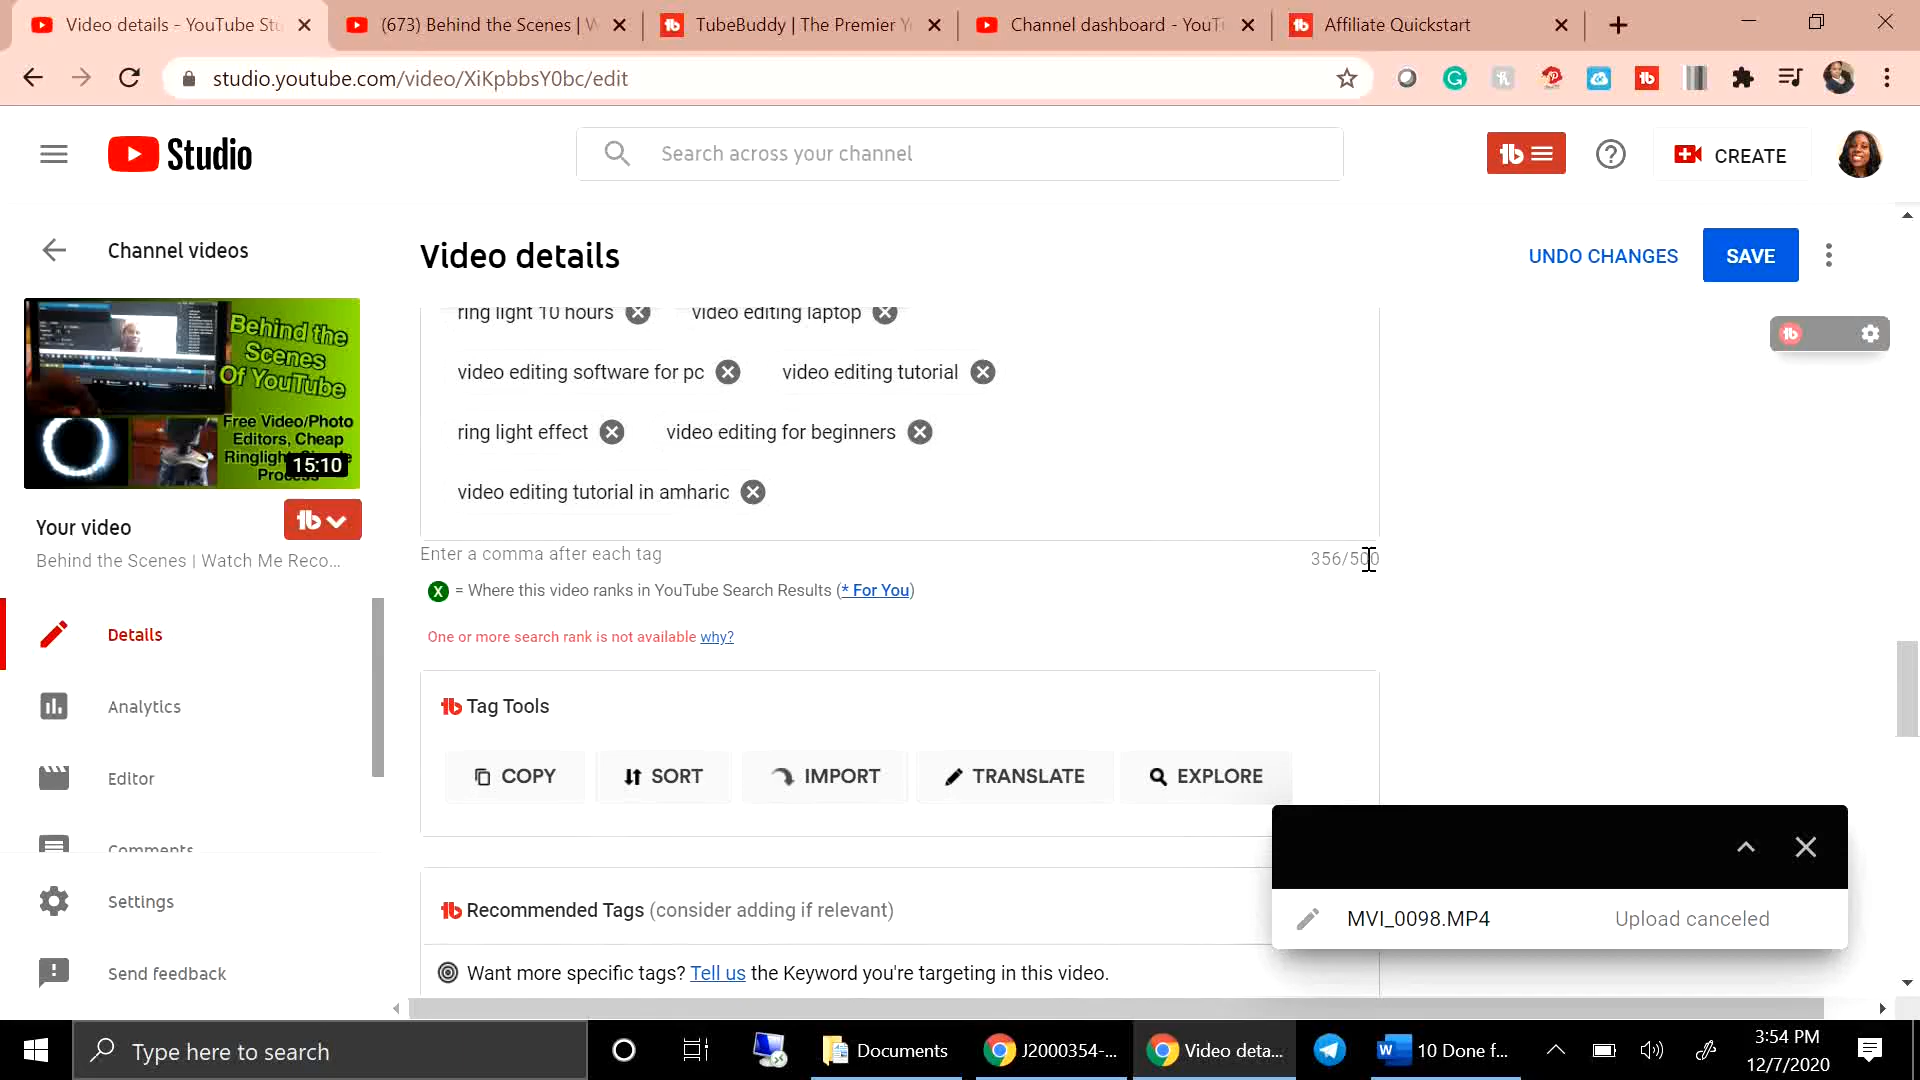 Video details - YouTube Stu
(673) Behind the Scenes | W
TubeBuddy | The Premier Y
Channel dashboard - YouT
Affiliate Quickstart
studio.youtube.com/video/XiKpbbsY0bc/edit
Studio
Search across your channel
CREATE
Channel videos
Video details
UNDO CHANGES
SAVE
Behind the
Scenes
Of YouTube
Free Video/Photo
Editors, Cheap
Ringlight, Simple
Process
15:10
Your video
Behind the Scenes | Watch Me Reco...
Details
Analytics
Editor
Comments
Settings
Send feedback
ring light 10 hours
video editing laptop
video editing software for pc
video editing tutorial
ring light effect
video editing for beginners
video editing tutorial in amharic
Enter a comma after each tag
356/500
X = Where this video ranks in YouTube Search Results (* For You)
One or more search rank is not available why?
Tag Tools
COPY
SORT
IMPORT
TRANSLATE
EXPLORE
Recommended Tags (consider adding if relevant)
Want more specific tags? Tell us the Keyword you're targeting in this video.
MVI_0098.MP4
Upload canceled
Type here to search
Documents
J2000354-...
Video deta...
10 Done f...
3:54 PM
12/7/2020